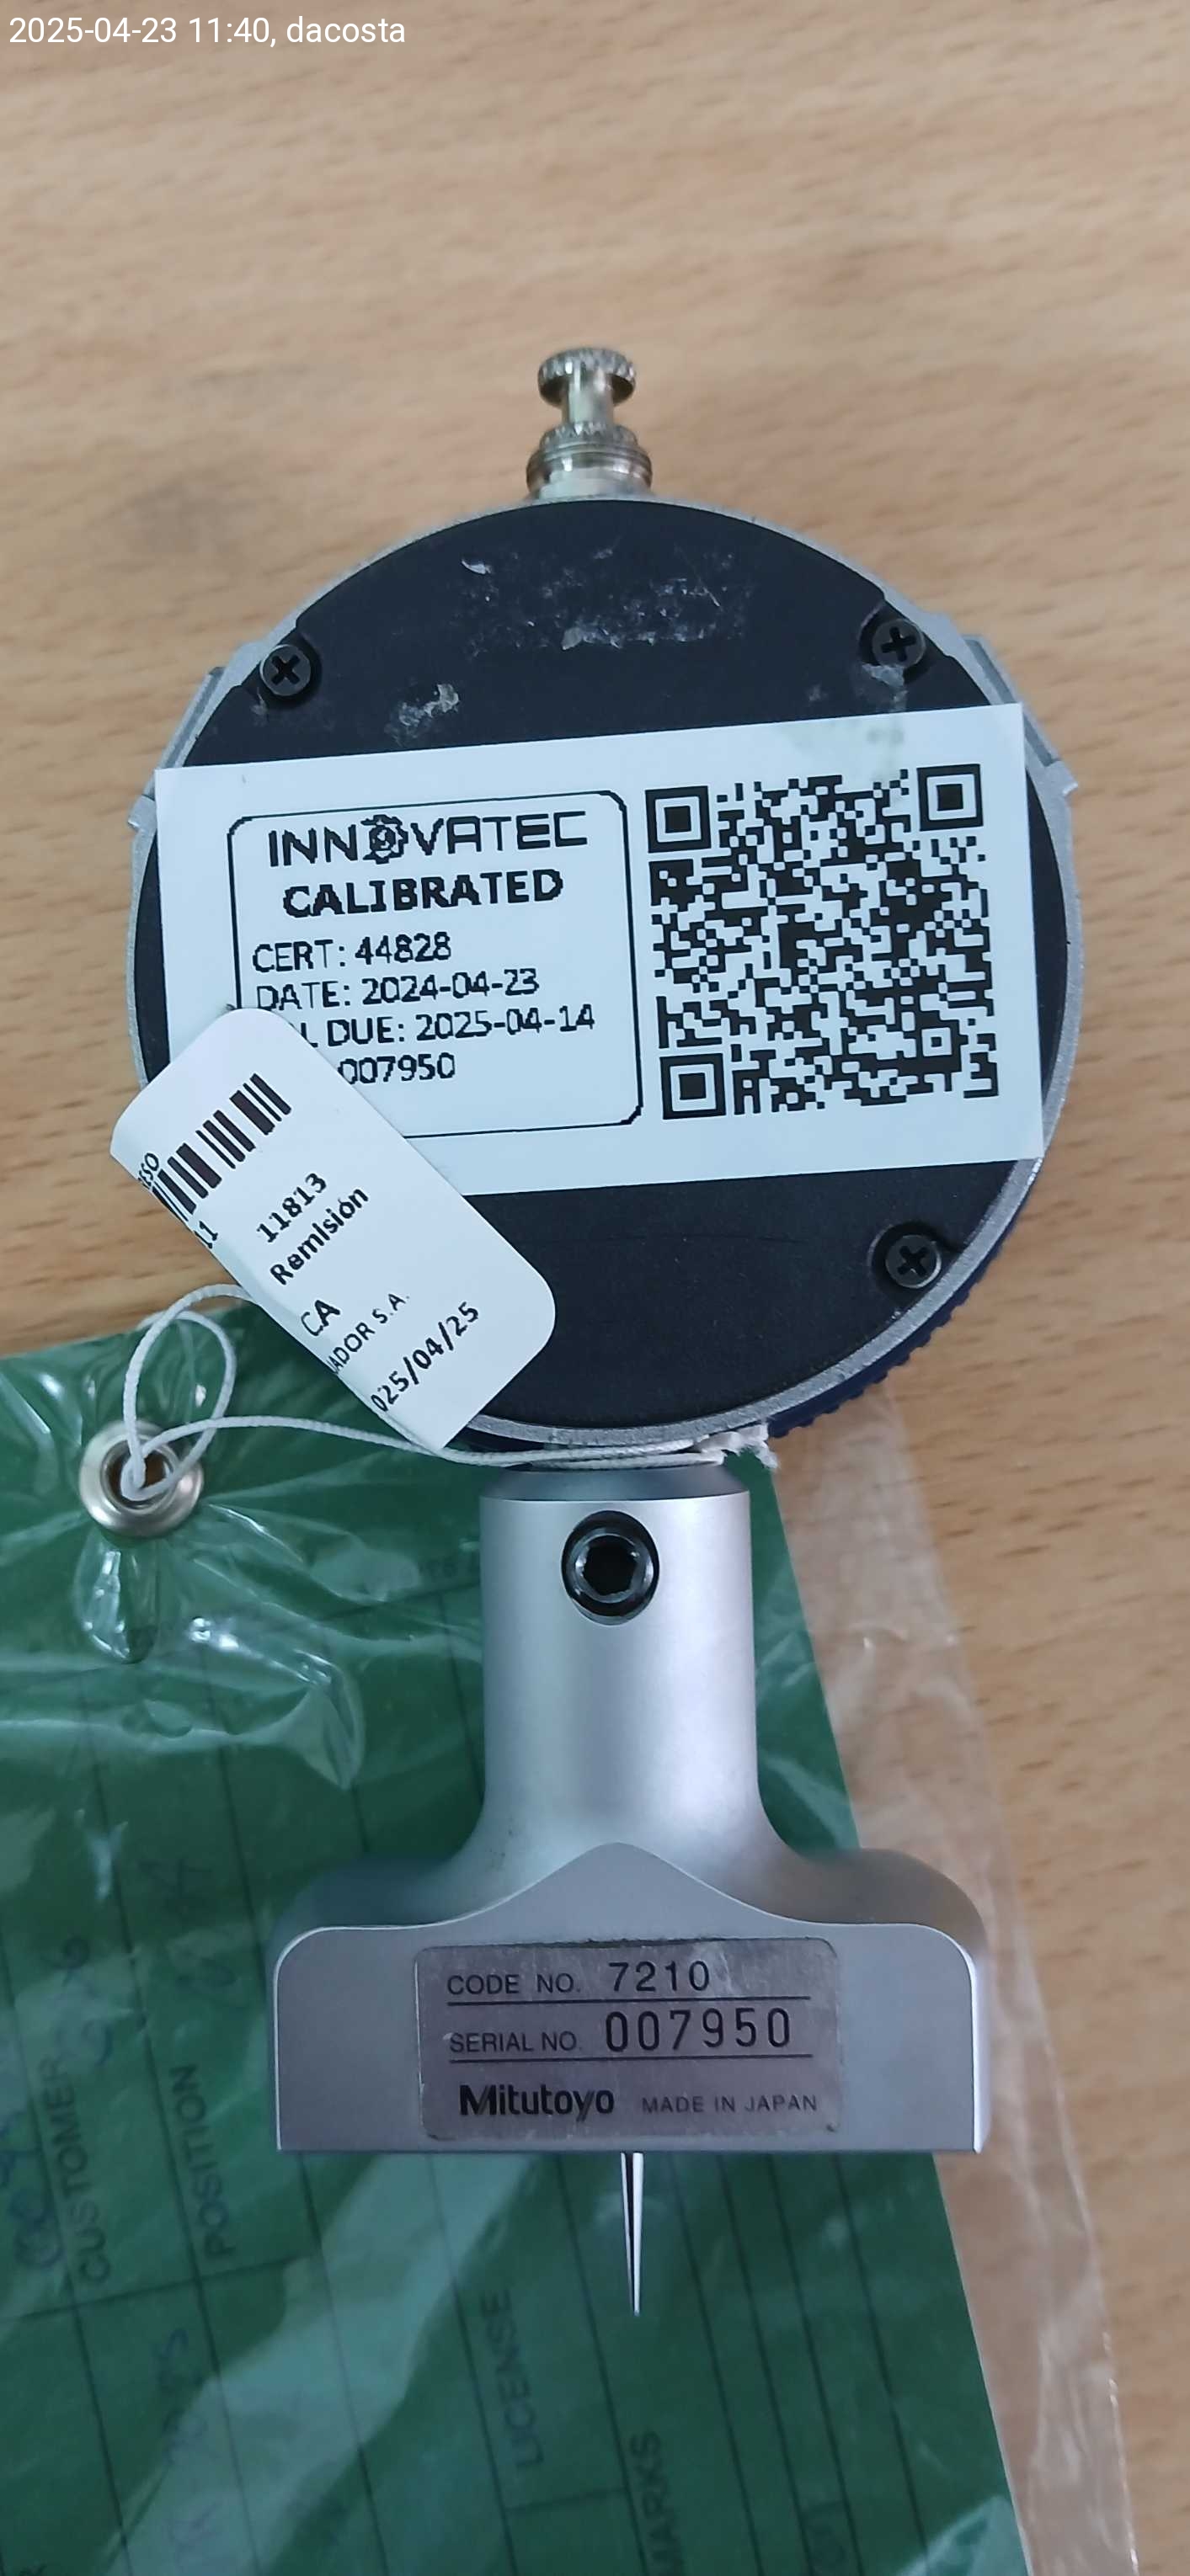 2025-04-23 11:40, dacosta
INNOVATEC
CALIBRATED
CERT: 44828
DATE: 2024-04-23
L DUE: 2025-04-14
007950
11
11813
Remisión
CA
ADOR S.A.
025/04/25
CODE NO. 7210
SERIAL NO. 007950
Mitutoyo MADE IN JAPAN
CUSTOMER
POSITION
LICENSE